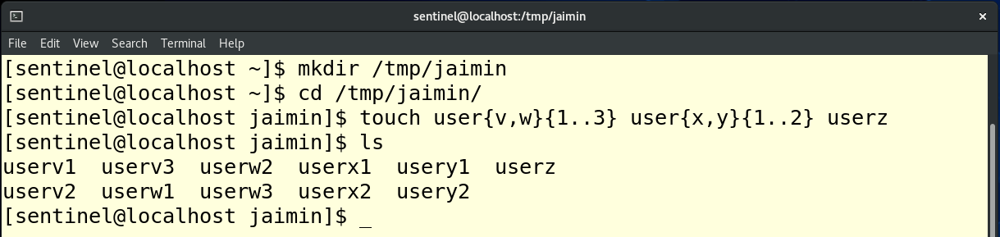 sentinel@localhost:/tmp/jaimin
File Edit View Search Terminal Help
[sentinel@localhost ~]$ mkdir /tmp/jaimin
[sentinel@localhost ~]$ cd /tmp/jaimin/
[sentinel@localhost jaimin]$ touch user{v,w}{1..3} user{x,y}{1..2} userz
[sentinel@localhost jaimin]$ ls
userv1  userv3  userw2  userx1  usery1  userz
userv2  userw1  userw3  userx2  usery2
[sentinel@localhost jaimin]$ _